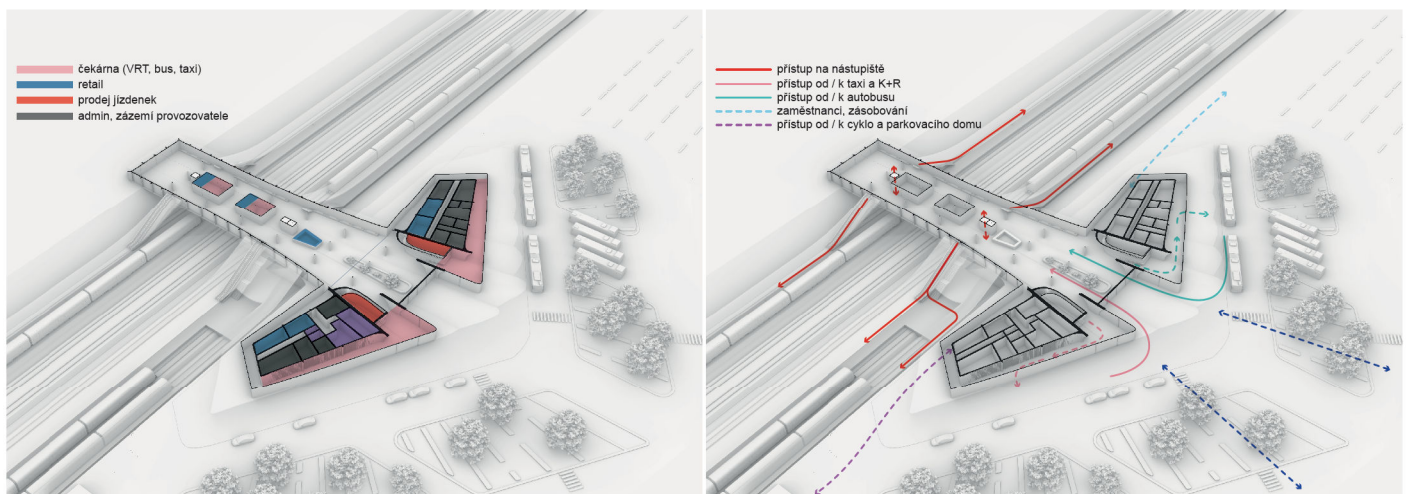 čekárna (VRT, bus, taxi)
retail
prodej jízdenek
admin, zázemí provozovatele
přístup na nástupiště
přístup od / k taxi a K+R
přístup od / k autobusu
zaměstnanci, zásobování
přístup od / k cyklo a parkovacího domu